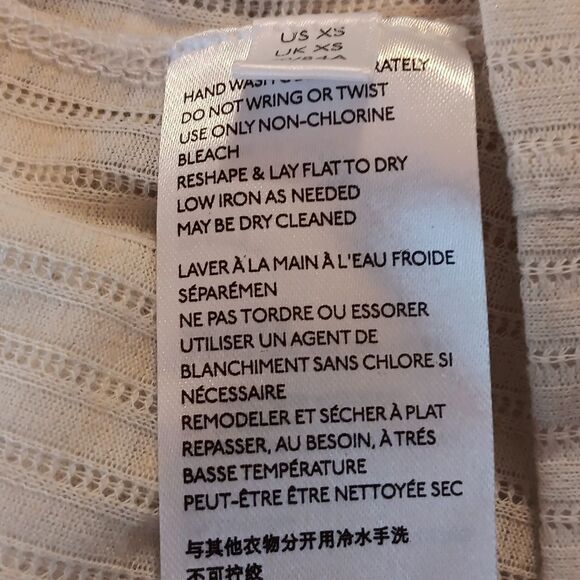 US XS
UK XS
HAND WASH
DO NOT WRING OR TWIST
USE ONLY NON-CHLORINE
BLEACH
RESHAPE & LAY FLAT TO DRY
LOW IRON AS NEEDED
MAY BE DRY CLEANED
LAVER À LA MAIN À L'EAU FROIDE
SÉPARÉMEN
NE PAS TORDRE OU ESSORER
UTILISER UN AGENT DE
BLANCHIMENT SANS CHLORE SI
NÉCESSAIRE
REMODELER ET SÉCHER À PLAT
REPASSER, AU BESOIN, À TRÉS
BASSE TEMPÉRATURE
PEUT-ÊTRE ÊTRE NETTOYÉE SEC
与其他衣物分开用冷水手洗
不可拧绞